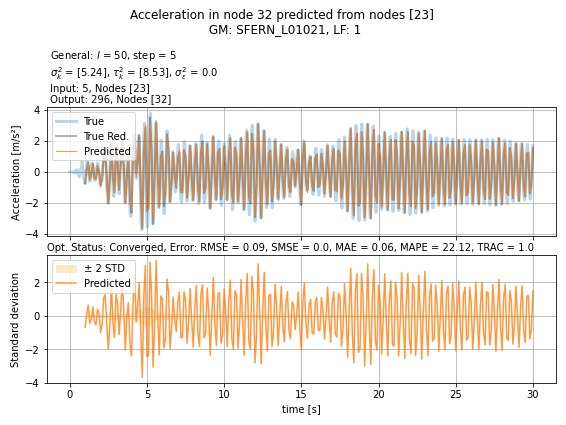 Acceleration in node 32 predicted from nodes [23]
GM: SFERN_L01021, LF: 1
General: l = 50, step = 5
σ²ₖ = [5.24], τ²ₖ = [8.53], σ²ₑ = 0.0
Input: 5, Nodes [23]
Output: 296, Nodes [32]
Acceleration [m/s²]
4
2
0
−2
−4
True
True Red.
Predicted
Opt. Status: Converged, Error: RMSE = 0.09, SMSE = 0.0, MAE = 0.06, MAPE = 22.12, TRAC = 1.0
Standard deviation
2
0
−2
−4
± 2 STD
Predicted
0 5 10 15 20 25 30
time [s]